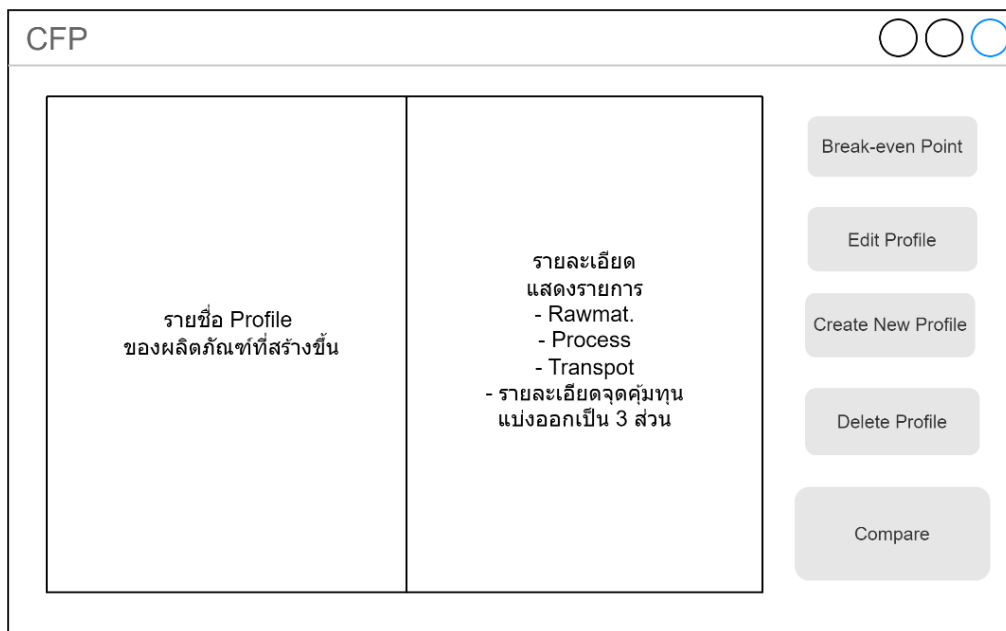 CFP
รายชื่อ Profile
ของผลิตภัณฑ์ที่สร้างขึ้น
รายละเอียด
แสดงรายการ
- Rawmat.
- Process
- Transpot
- รายละเอียดจุดคุ้มทุน
แบ่งออกเป็น 3 ส่วน
Break-even Point
Edit Profile
Create New Profile
Delete Profile
Compare